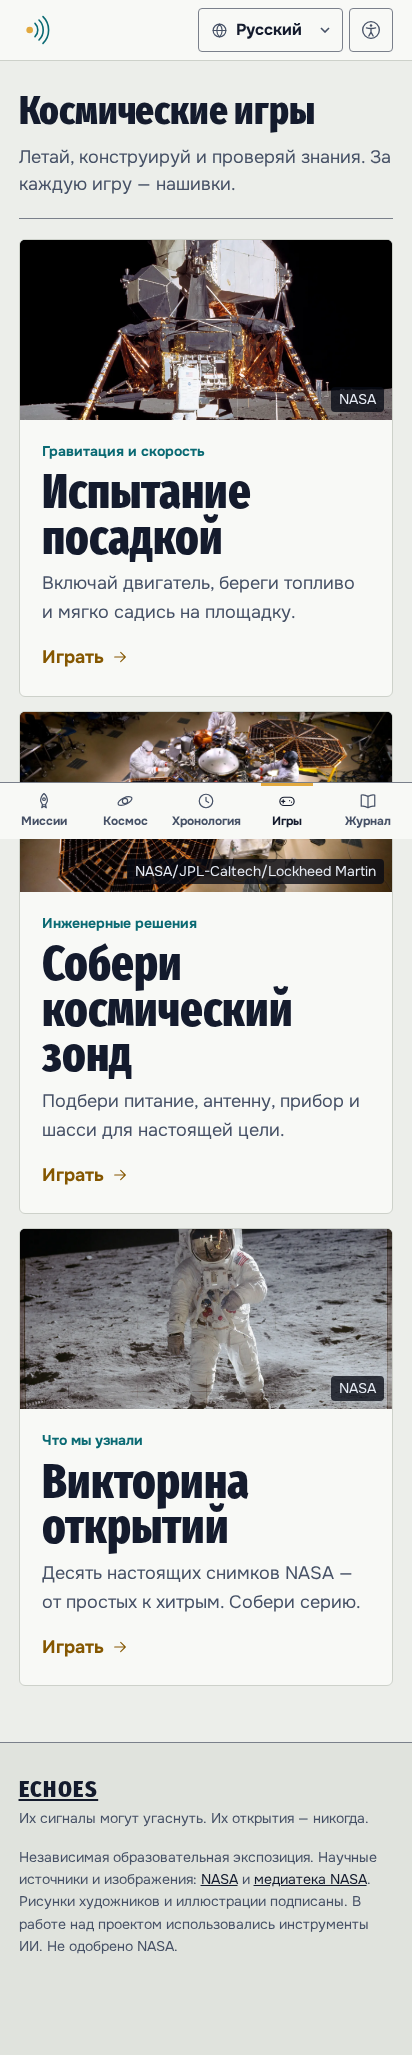 Русский
Космические игры
Летай, конструируй и проверяй знания. За
каждую игру — нашивки.
NASA
Гравитация и скорость
Испытание
посадкой
Включай двигатель, береги топливо
и мягко садись на площадку.
Играть →
Миссии
Космос
Хронология
Игры
Журнал
NASA/JPL-Caltech/Lockheed Martin
Инженерные решения
Собери
космический
зонд
Подбери питание, антенну, прибор и
шасси для настоящей цели.
Играть →
NASA
Что мы узнали
Викторина
открытий
Десять настоящих снимков NASA —
от простых к хитрым. Собери серию.
Играть →
ECHOES
Их сигналы могут угаснуть. Их открытия — никогда.
Независимая образовательная экспозиция. Научные
источники и изображения: NASA и медиатека NASA.
Рисунки художников и иллюстрации подписаны. В
работе над проектом использовались инструменты
ИИ. Не одобрено NASA.